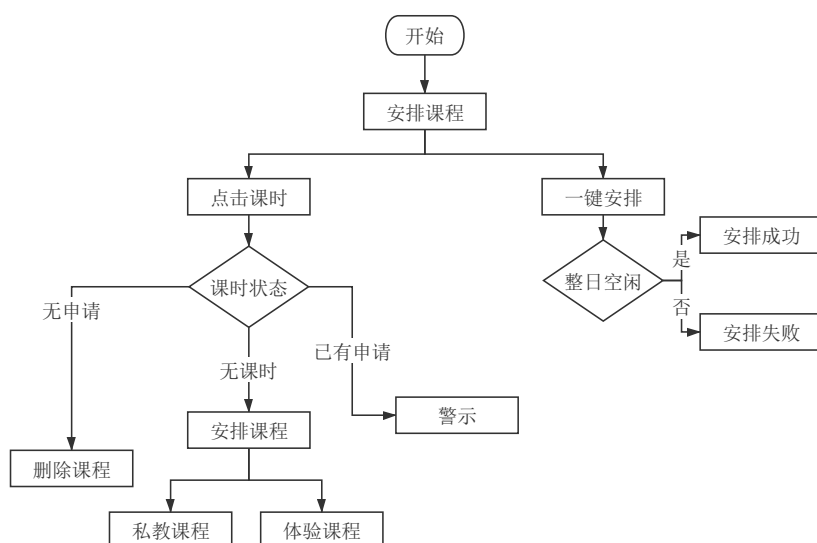 开始
安排课程
点击课时
一键安排
安排成功
课时状态
整日空闲
是
无申请
否
安排失败
已有申请
无课时
警示
安排课程
删除课程
私教课程
体验课程